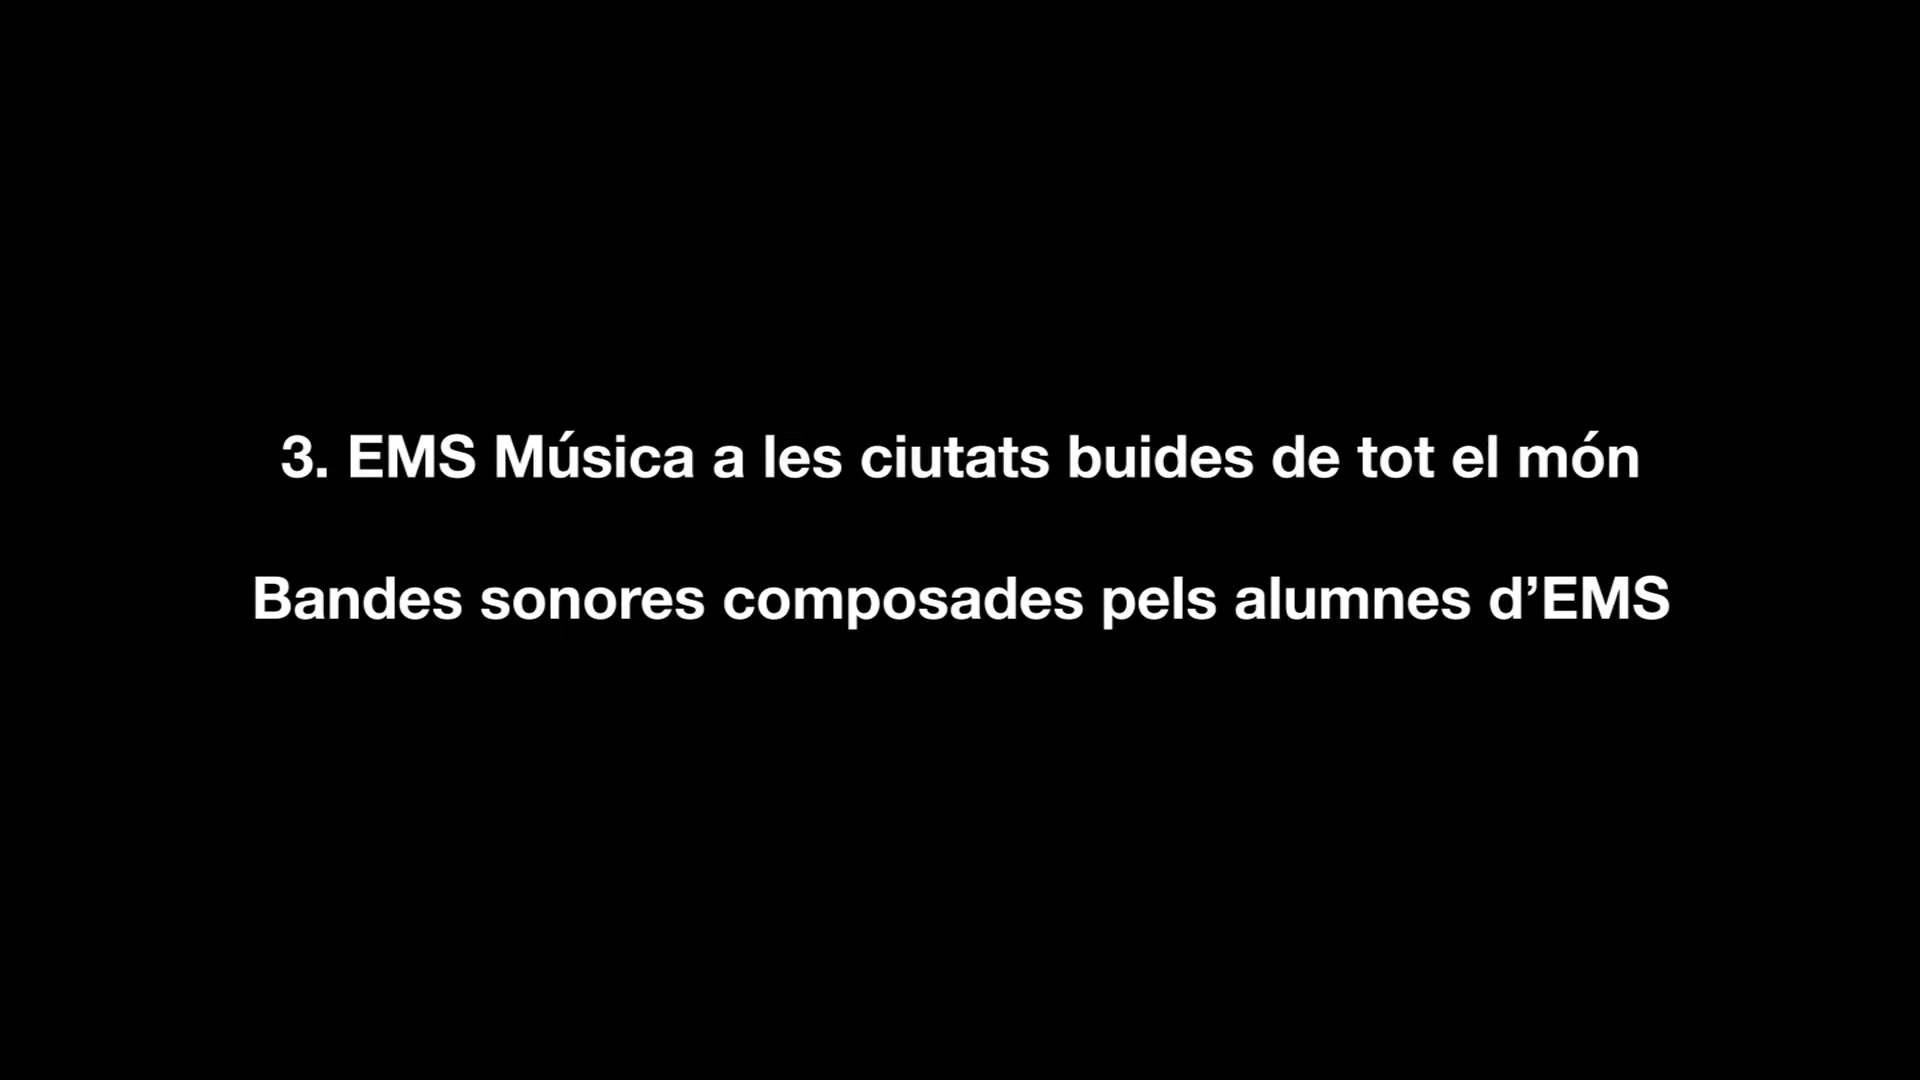 3. EMS Música a les ciutats buides de tot el món
Bandes sonores composades pels alumnes d’EMS